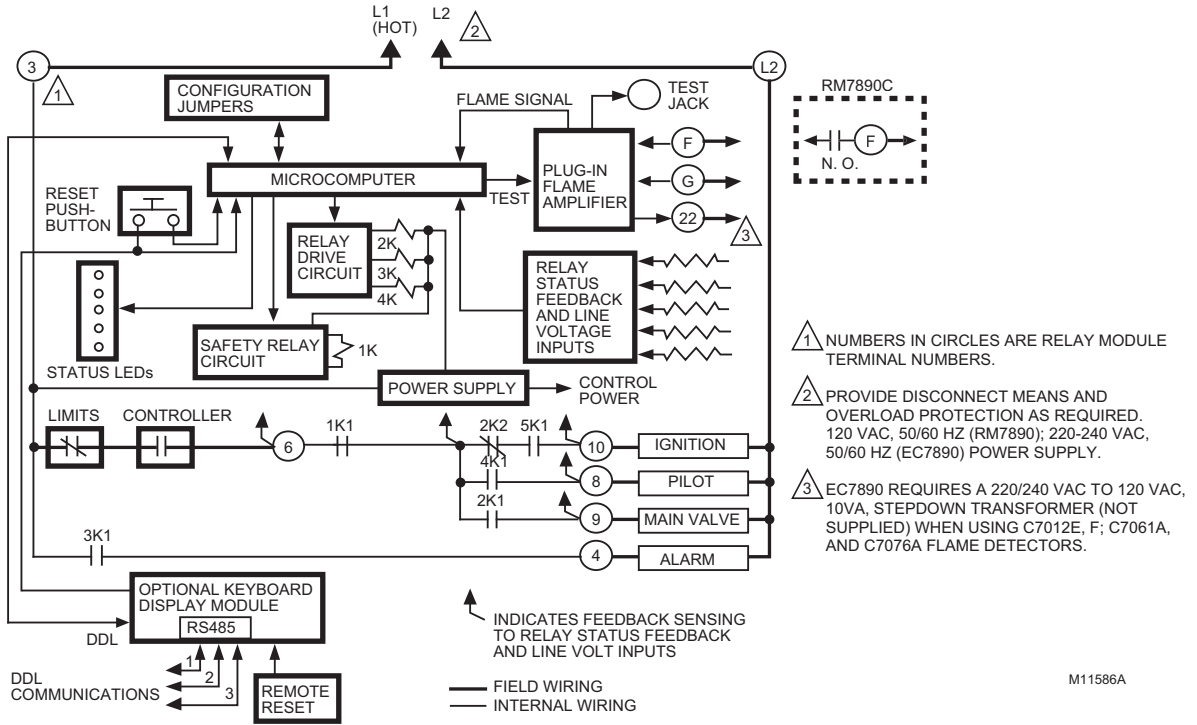 L1
(HOT)
L2
2
3
1
L2
CONFIGURATION
JUMPERS
FLAME SIGNAL
TEST
JACK
RM7890C
F
N. O.
MICROCOMPUTER
TEST
PLUG-IN
FLAME
AMPLIFIER
F
G
22
3
RESET
PUSH-
BUTTON
RELAY
DRIVE
CIRCUIT
2K
3K
4K
RELAY
STATUS
FEEDBACK
AND LINE
VOLTAGE
INPUTS
STATUS LEDs
SAFETY RELAY
CIRCUIT
1K
POWER SUPPLY
CONTROL
POWER
LIMITS
CONTROLLER
6
1K1
2K2
5K1
10
IGNITION
4K1
8
PILOT
2K1
9
MAIN VALVE
3K1
4
ALARM
OPTIONAL KEYBOARD
DISPLAY MODULE
RS485
DDL
1
2
3
DDL
COMMUNICATIONS
REMOTE
RESET
INDICATES FEEDBACK SENSING
TO RELAY STATUS FEEDBACK
AND LINE VOLT INPUTS
FIELD WIRING
INTERNAL WIRING
1 NUMBERS IN CIRCLES ARE RELAY MODULE
TERMINAL NUMBERS.
2 PROVIDE DISCONNECT MEANS AND
OVERLOAD PROTECTION AS REQUIRED.
120 VAC, 50/60 HZ (RM7890); 220-240 VAC,
50/60 HZ (EC7890) POWER SUPPLY.
3 EC7890 REQUIRES A 220/240 VAC TO 120 VAC,
10VA, STEPDOWN TRANSFORMER (NOT
SUPPLIED) WHEN USING C7012E, F; C7061A,
AND C7076A FLAME DETECTORS.
M11586A